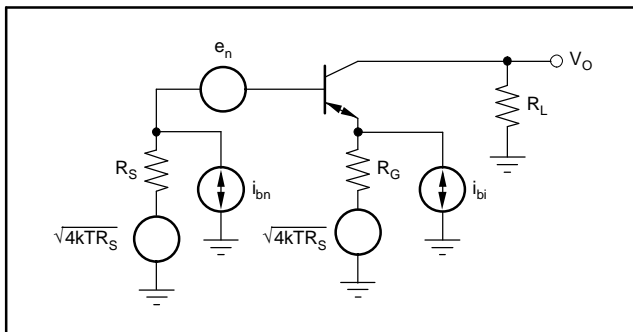 e_n
V_O
R_L
R_S
i_bn
R_G
i_bi
√4kTR_S
√4kTR_S